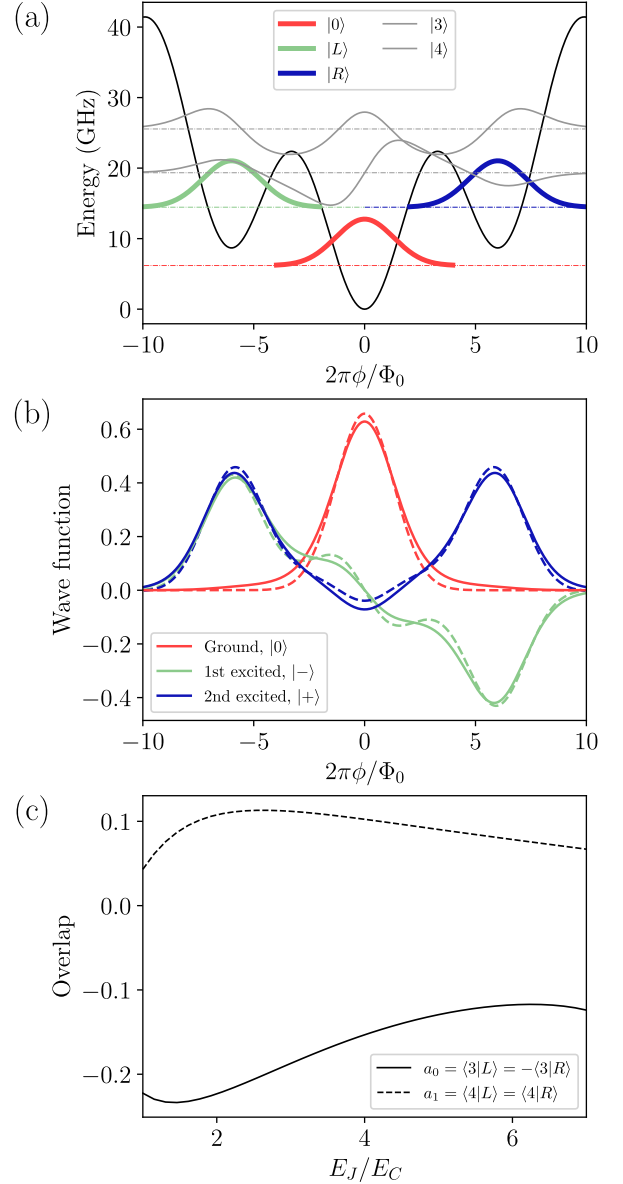 (a)
Energy (GHz)
40
30
20
10
0
|0⟩
|L⟩
|R⟩
|3⟩
|4⟩
−10
−5
0
5
10
2πϕ/Φ₀
(b)
Wave function
0.6
0.4
0.2
0.0
−0.2
−0.4
Ground, |0⟩
1st excited, |−⟩
2nd excited, |+⟩
−10
−5
0
5
10
2πϕ/Φ₀
(c)
Overlap
0.1
0.0
−0.1
−0.2
a₀ = ⟨3|L⟩ = −⟨3|R⟩
a₁ = ⟨4|L⟩ = ⟨4|R⟩
2
4
6
E_J/E_C